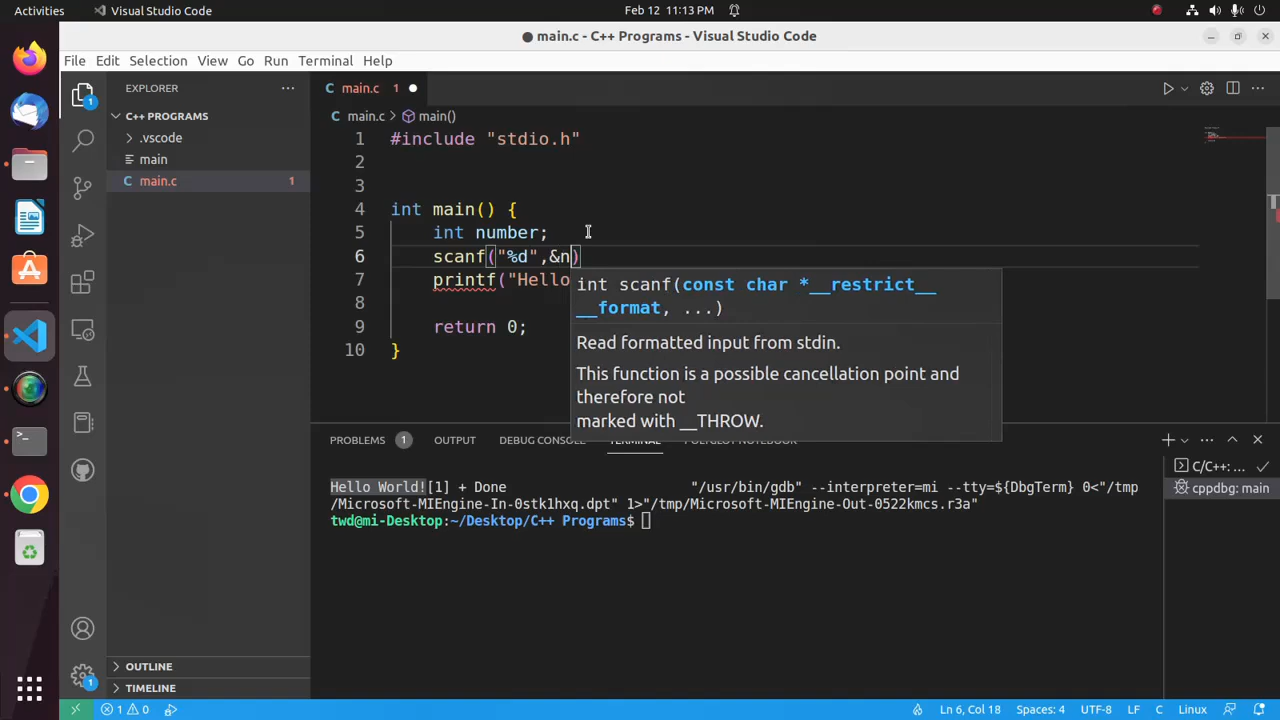 Activities
Visual Studio Code
Feb 12 11:13 PM
main.c - C++ Programs - Visual Studio Code
File Edit Selection View Go Run Terminal Help
EXPLORER
C main.c 1
C++ PROGRAMS
C main.c > main()
.vscode
main
C main.c 1
1 #include "stdio.h"
2
3
4 int main() {
5 int number;
6 scanf("%d",&n)
7 printf("Hello
8
9 return 0;
10 }
int scanf(const char *__restrict__
__format, ...)
Read formatted input from stdin.
This function is a possible cancellation point and
therefore not
marked with __THROW.
PROBLEMS 1 OUTPUT DEBUG CONSOLE TERMINAL POLYGLOT NOTEBOOK
Hello World![1] + Done "/usr/bin/gdb" --interpreter=mi --tty=${DbgTerm} 0<"/tmp
/Microsoft-MIEngine-In-0stk1hxq.dpt" 1>"/tmp/Microsoft-MIEngine-Out-0522kmcs.r3a"
twd@mi-Desktop:~/Desktop/C++ Programs$
C/C++: ...
cppdbg: main
OUTLINE
TIMELINE
1 0
Ln 6, Col 18 Spaces: 4 UTF-8 LF C Linux